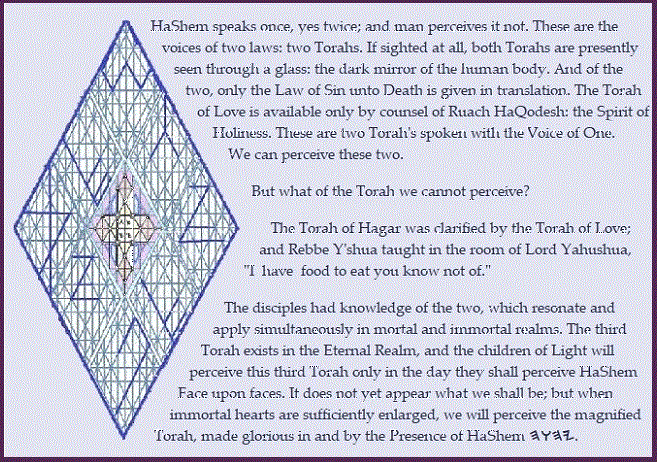 HaShem speaks once, yes twice; and man perceives it not. These are the
voices of two laws: two Torahs. If sighted at all, both Torahs are presently
seen through a glass: the dark mirror of the human body. And of the
two, only the Law of Sin unto Death is given in translation. The Torah
of Love is available only by counsel of Ruach HaQodesh: the Spirit of
Holiness. These are two Torah's spoken with the Voice of One.
We can perceive these two.
But what of the Torah we cannot perceive?
The Torah of Hagar was clarified by the Torah of Love;
and Rebbe Y'shua taught in the room of Lord Yahushua,
"I have food to eat you know not of."
The disciples had knowledge of the two, which resonate and
apply simultaneously in mortal and immortal realms. The third
Torah exists in the Eternal Realm, and the children of Light will
perceive this third Torah only in the day they shall perceive HaShem
Face upon faces. It does not yet appear what we shall be; but when
immortal hearts are sufficiently enlarged, we will perceive the magnified
Torah, made glorious in and by the Presence of HaShem 𐤄𐤅𐤄𐤉.